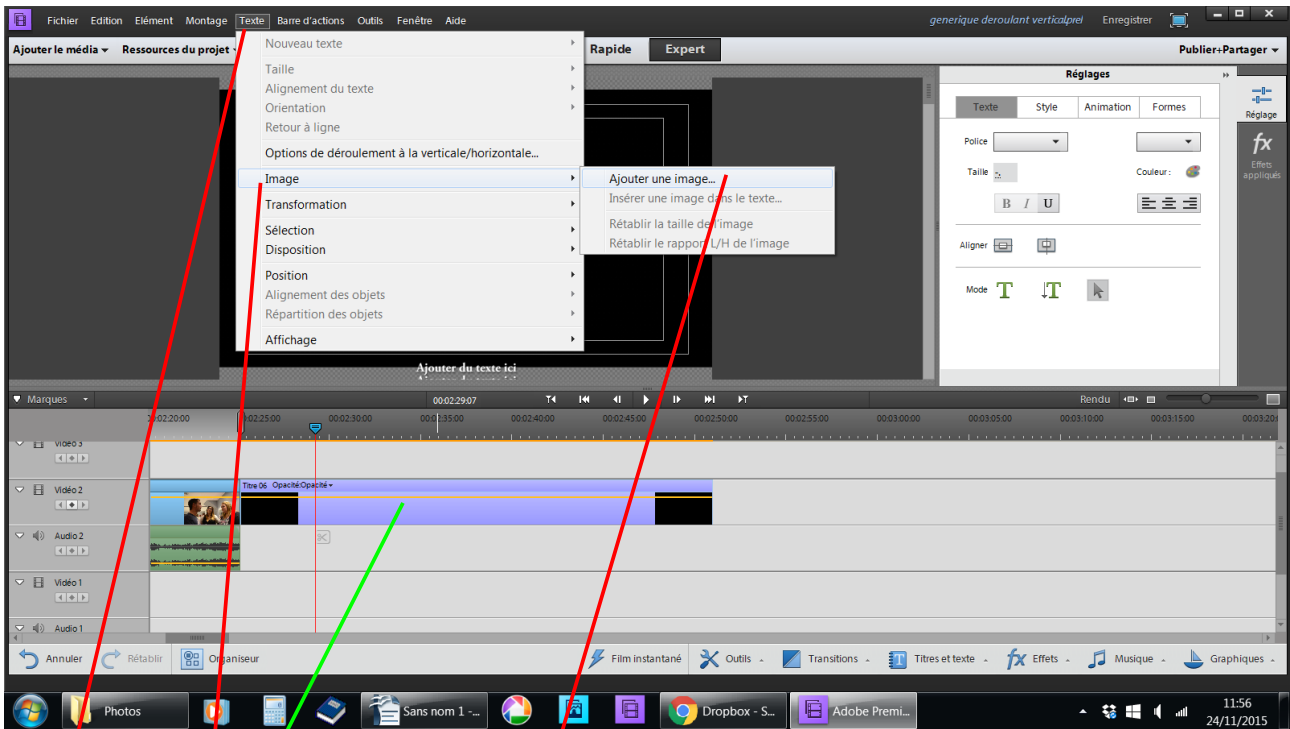 Fichier Edition Elément Montage Texte Barre d'actions Outils Fenêtre Aide generique deroulant verticalprel Enregistrer
Ajouter le média Ressources du projet Rapide Expert Publier+Partager
Nouveau texte
Taille
Alignement du texte
Orientation
Retour à ligne
Options de déroulement à la verticale/horizontale...
Image
Transformation
Sélection
Disposition
Position
Alignement des objets
Répartition des objets
Affichage
Ajouter une image...
Insérer une image dans le texte...
Rétablir la taille de l'image
Rétablir le rapport L/H de l'image
Réglages
Texte Style Animation Formes
Police
Taille Couleur :
B I U
Aligner
Mode T T
Réglage
fx
Effets
appliqués
Ajouter du texte ici
Marques 00:02:29:07 Rendu
00:02:25:00 00:02:30:00 00:02:35:00 00:02:40:00 00:02:45:00 00:02:50:00 00:02:55:00 00:03:00:00 00:03:05:00 00:03:10:00 00:03:15:00
Vidéo 3
Vidéo 2
Titre 06 Opacité:Opacité
Audio 2
Vidéo 1
Audio 1
Annuler Rétablir Organiseur Film instantané Outils Transitions Titres et texte fx Effets Musique Graphiques
Photos Sans nom 1 -... Dropbox - S... Adobe Premi...
11:56
24/11/2015